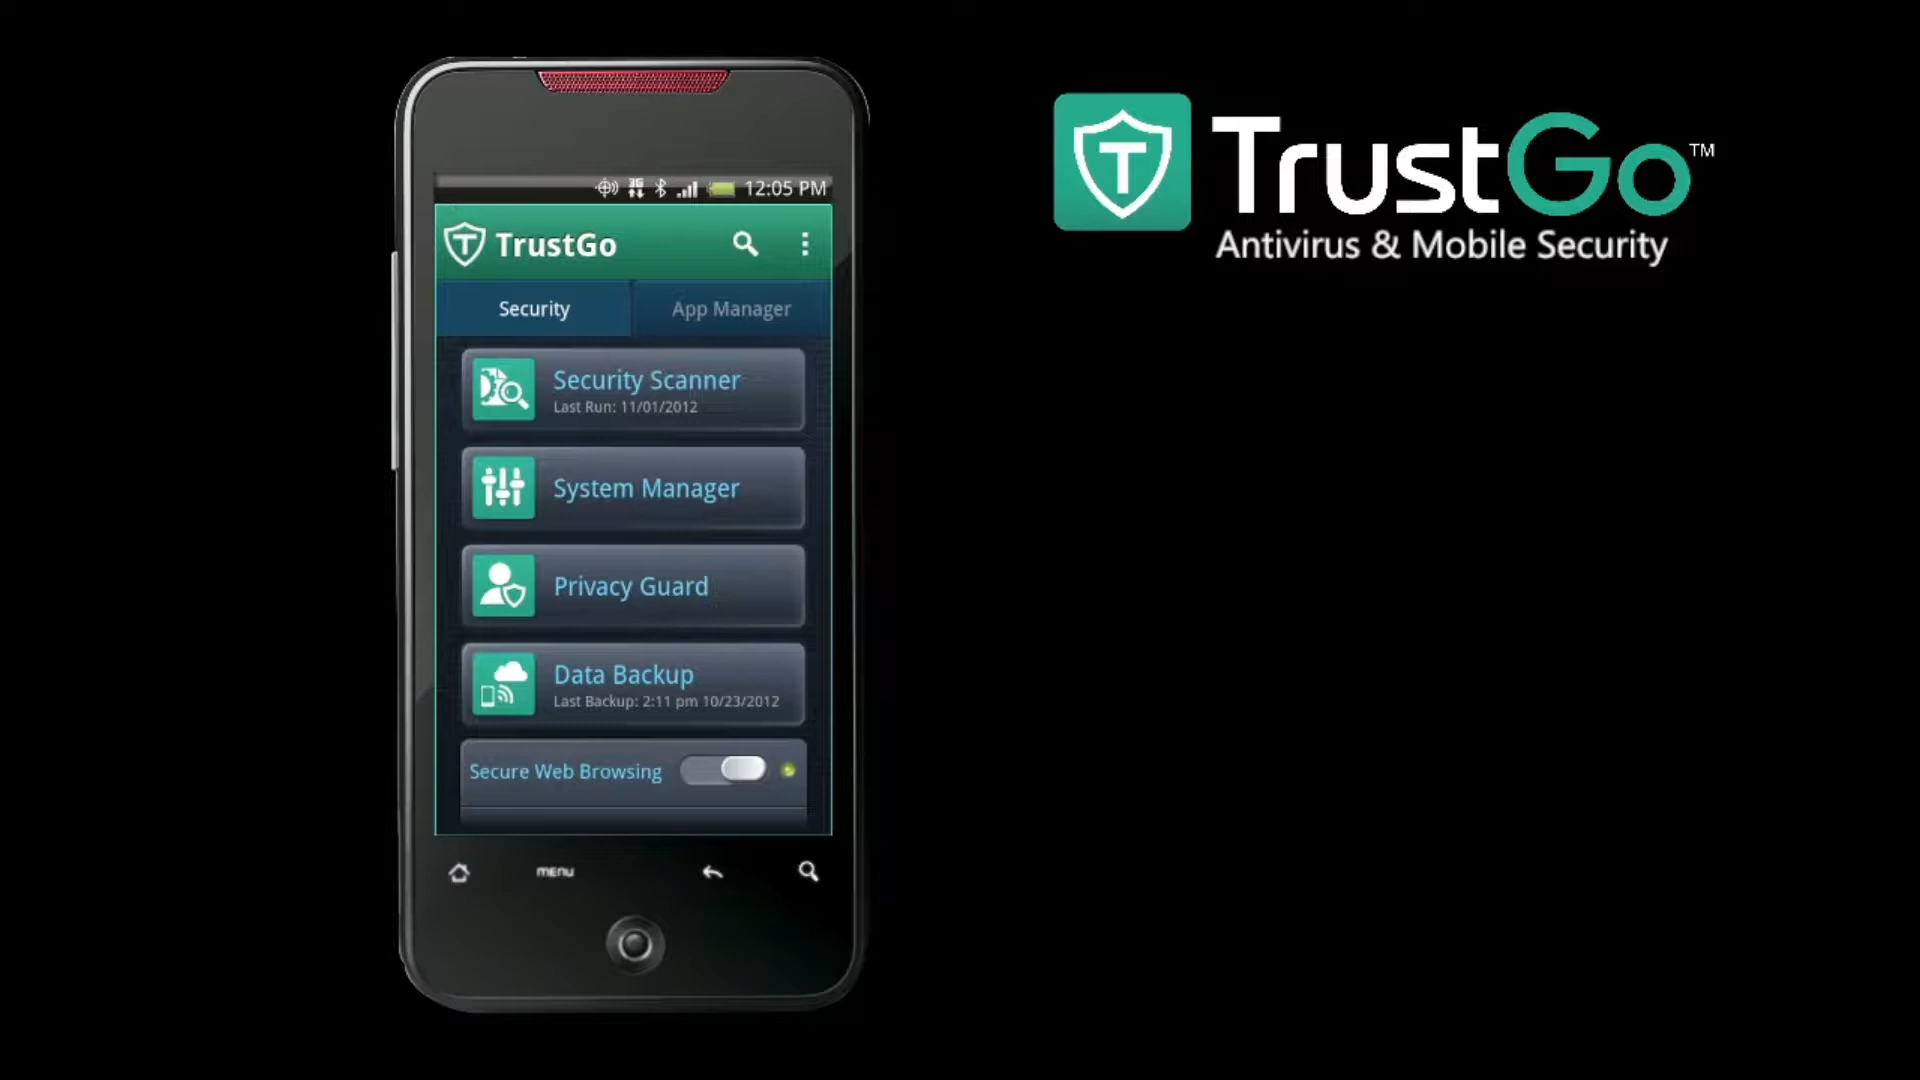 12:05 PM
TrustGo
Security
App Manager
Security Scanner
Last Run: 11/01/2012
System Manager
Privacy Guard
Data Backup
Last Backup: 2:11 pm 10/23/2012
Secure Web Browsing
MENU
T TrustGo™
Antivirus & Mobile Security